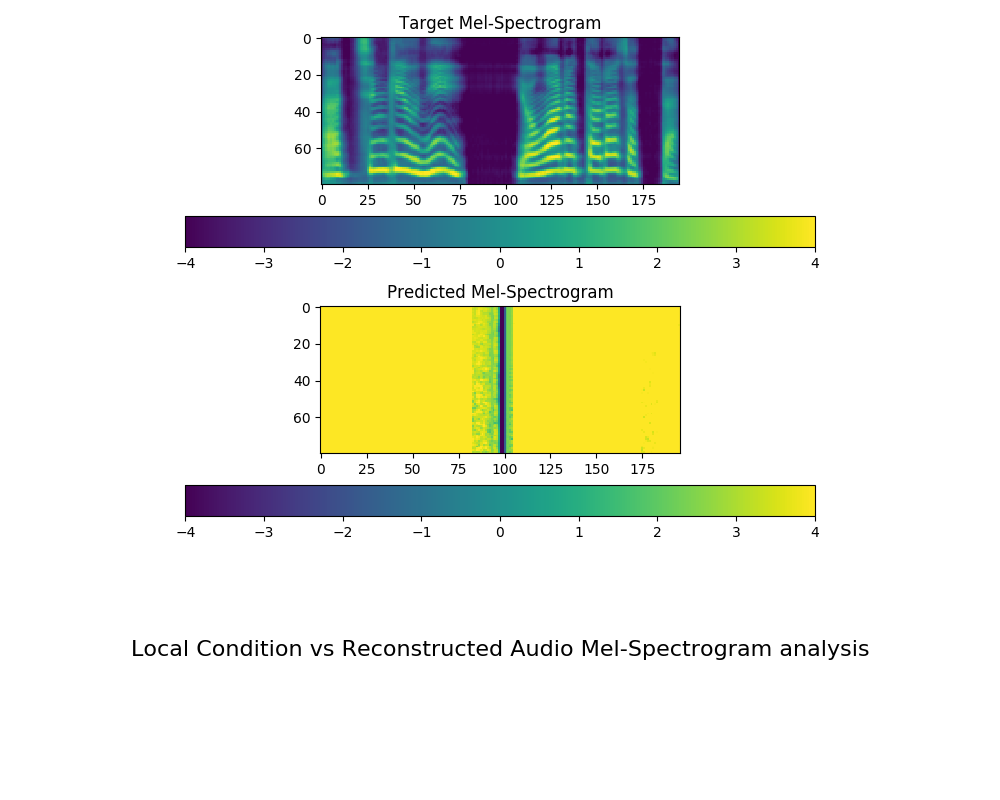 Target Mel-Spectrogram
0
20
40
60
0 25 50 75 100 125 150 175
−4 −3 −2 −1 0 1 2 3 4
Predicted Mel-Spectrogram
0
20
40
60
0 25 50 75 100 125 150 175
−4 −3 −2 −1 0 1 2 3 4
Local Condition vs Reconstructed Audio Mel-Spectrogram analysis